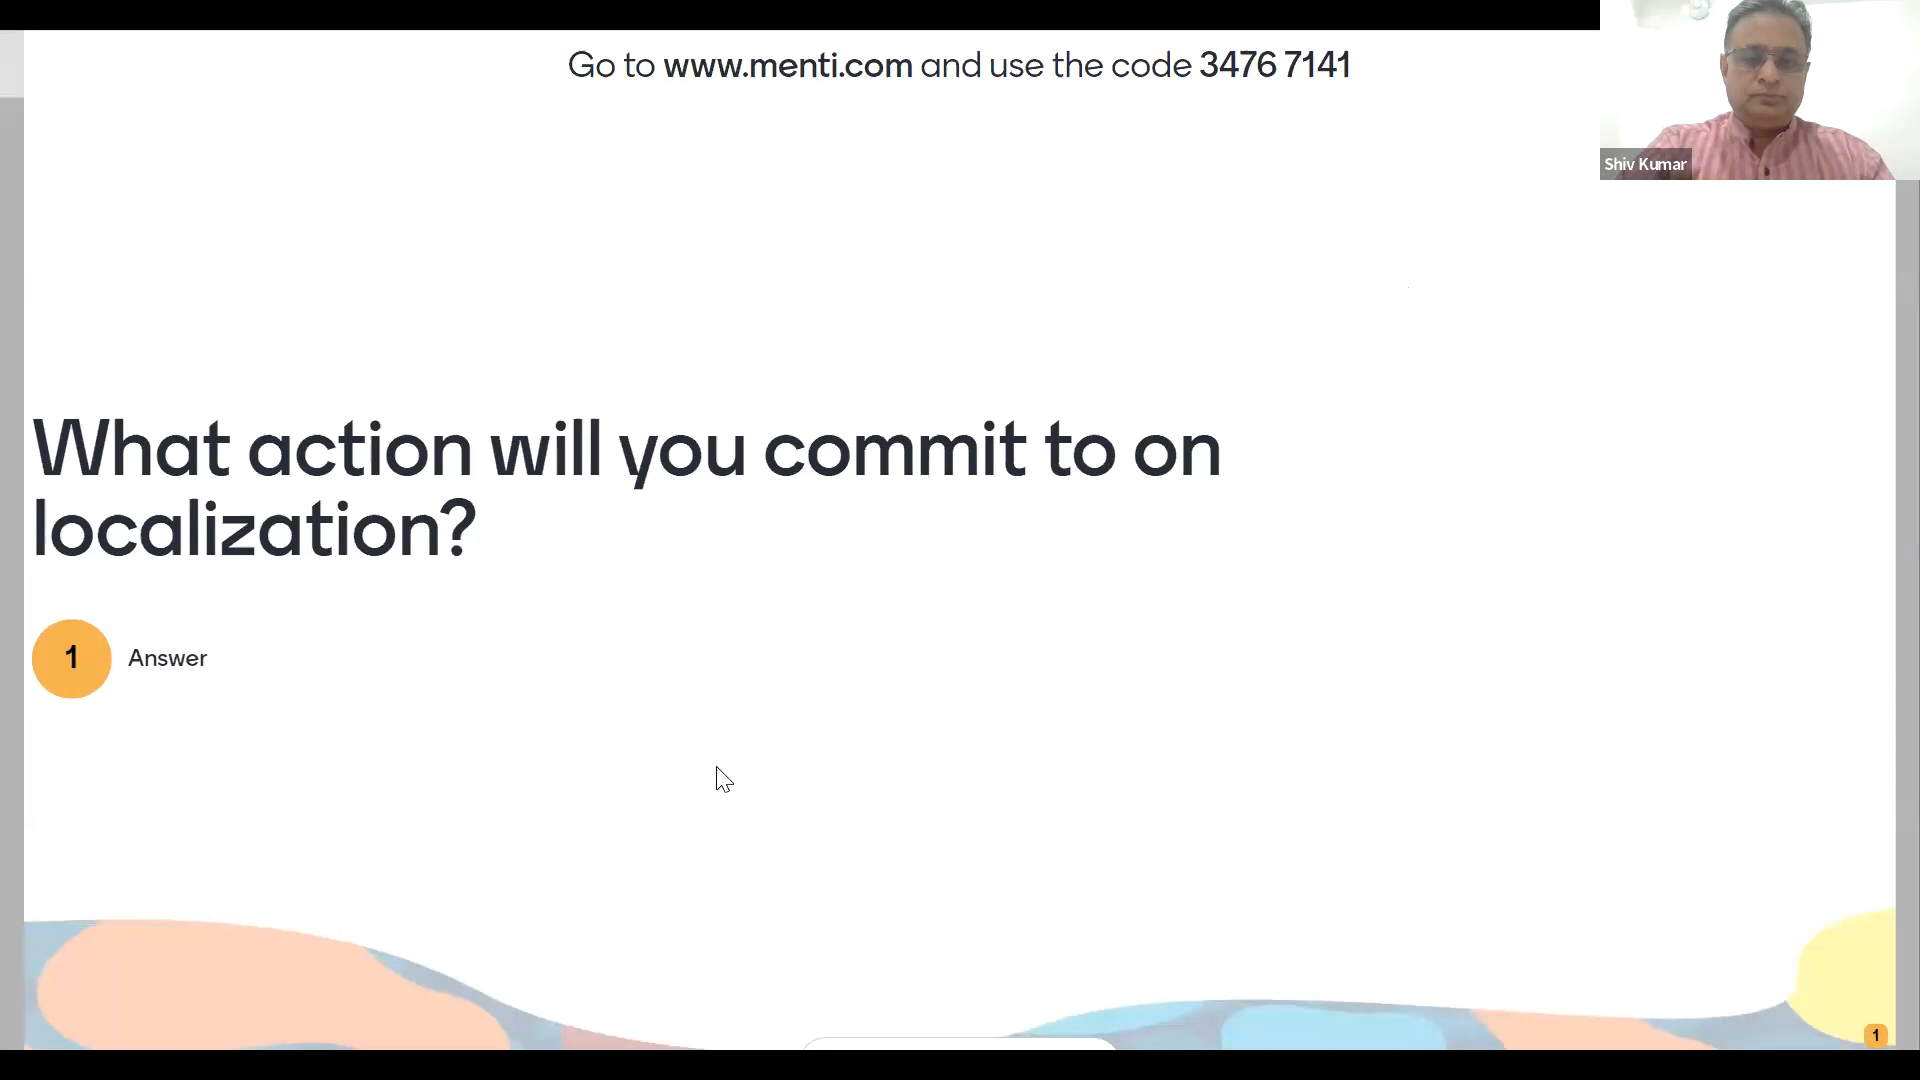 Go to www.menti.com and use the code 3476 7141
Shiv Kumar
What action will you commit to on
localization?
1 Answer
1